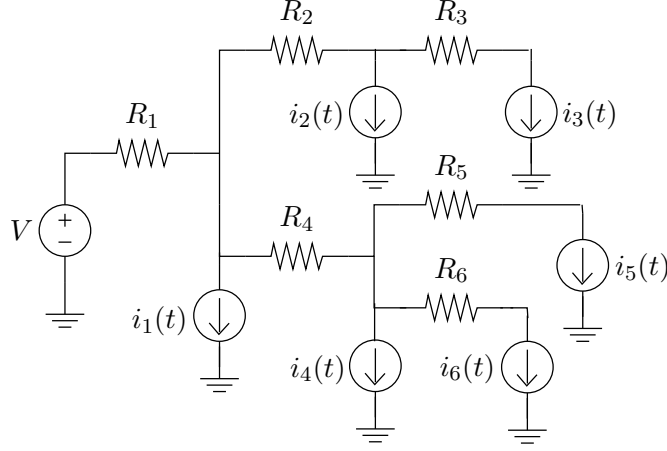 R₂ R₃
i₂(t) i₃(t)
R₁
R₅
V + −
R₄
i₅(t)
R₆
i₁(t)
i₄(t) i₆(t)